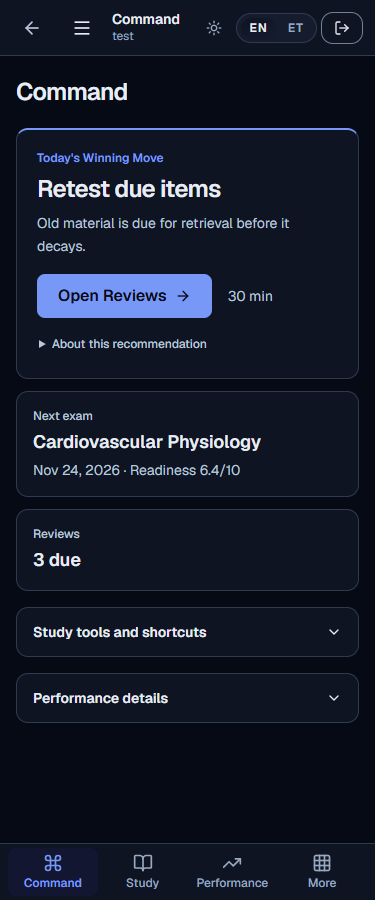 Command
test
EN ET
Command
Today's Winning Move
Retest due items
Old material is due for retrieval before it
decays.
Open Reviews → 30 min
▶ About this recommendation
Next exam
Cardiovascular Physiology
Nov 24, 2026 · Readiness 6.4/10
Reviews
3 due
Study tools and shortcuts
Performance details
Command Study Performance More